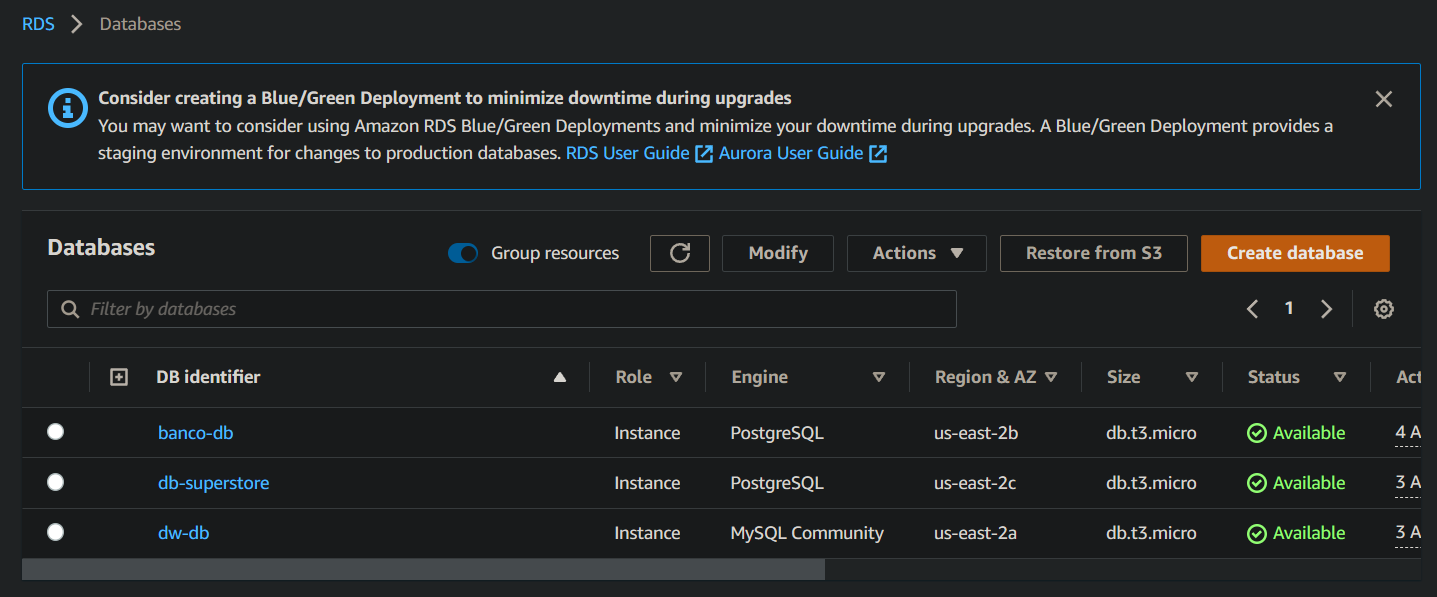 RDS > Databases
Consider creating a Blue/Green Deployment to minimize downtime during upgrades
You may want to consider using Amazon RDS Blue/Green Deployments and minimize your downtime during upgrades. A Blue/Green Deployment provides a
staging environment for changes to production databases. RDS User Guide Aurora User Guide
Databases Group resources Modify Actions Restore from S3 Create database
Filter by databases 1
DB identifier Role Engine Region & AZ Size Status Act
banco-db Instance PostgreSQL us-east-2b db.t3.micro Available 4 A
db-superstore Instance PostgreSQL us-east-2c db.t3.micro Available 3 A
dw-db Instance MySQL Community us-east-2a db.t3.micro Available 3 A